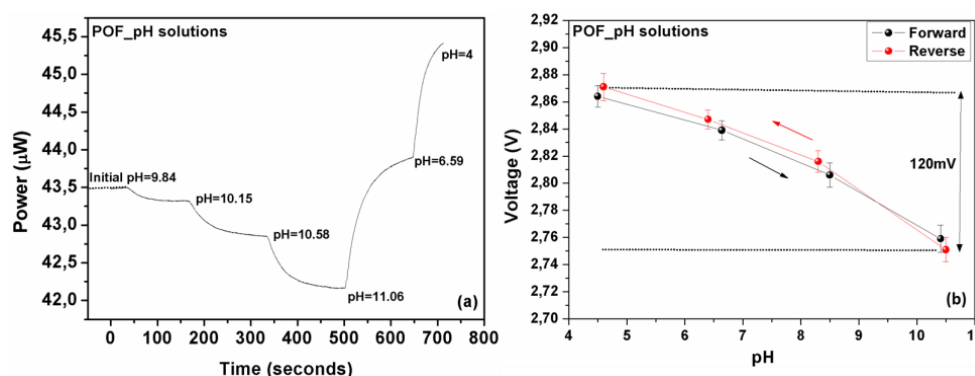 POF_pH solutions
45,5
45,0
44,5
44,0
43,5
43,0
42,5
42,0
Power (µW)
pH=4
pH=6.59
Initial pH=9.84
pH=10.15
pH=10.58
pH=11.06
(a)
0 100 200 300 400 500 600 700 800
Time (seconds)
POF_pH solutions
Forward
Reverse
2,92
2,90
2,88
2,86
2,84
2,82
2,80
2,78
2,76
2,74
2,72
2,70
Voltage (V)
120mV
(b)
4 5 6 7 8 9 10
pH